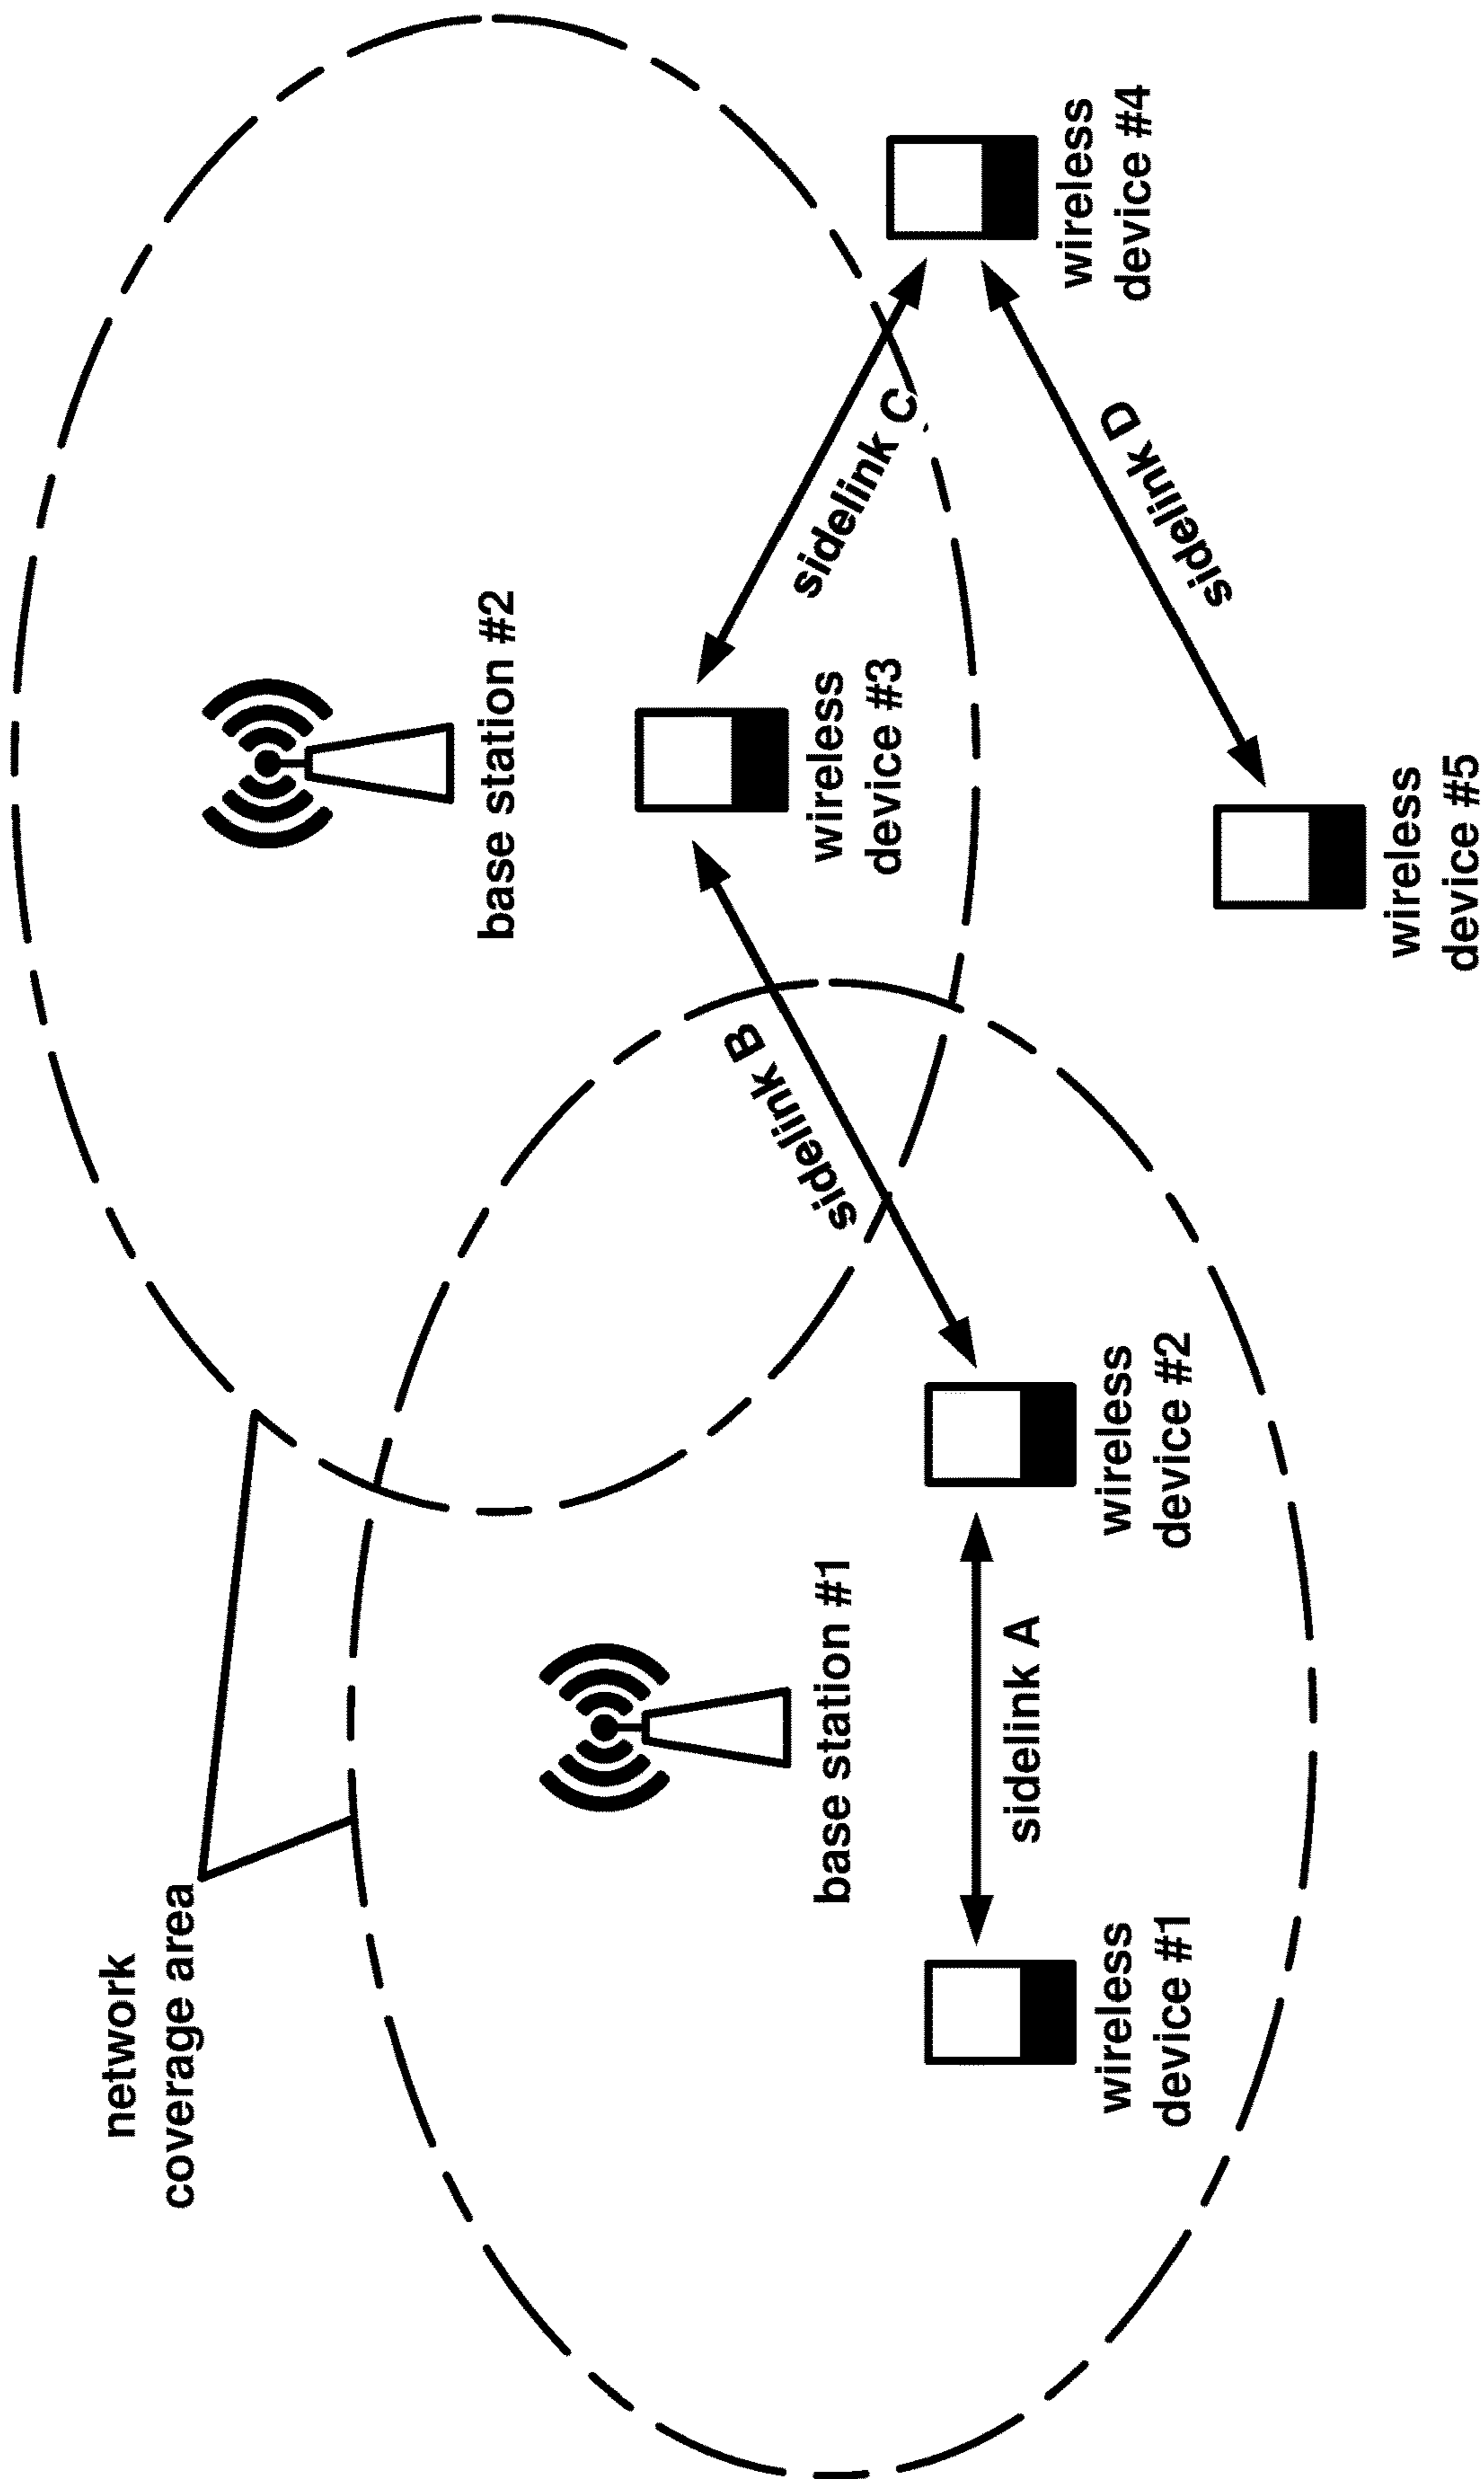 network
coverage area
base station #2
base station #1
sidelink B
sidelink C
wireless
device #3
sidelink A
wireless
device #1
wireless
device #2
wireless
device #4
sidelink D
wireless
device #5